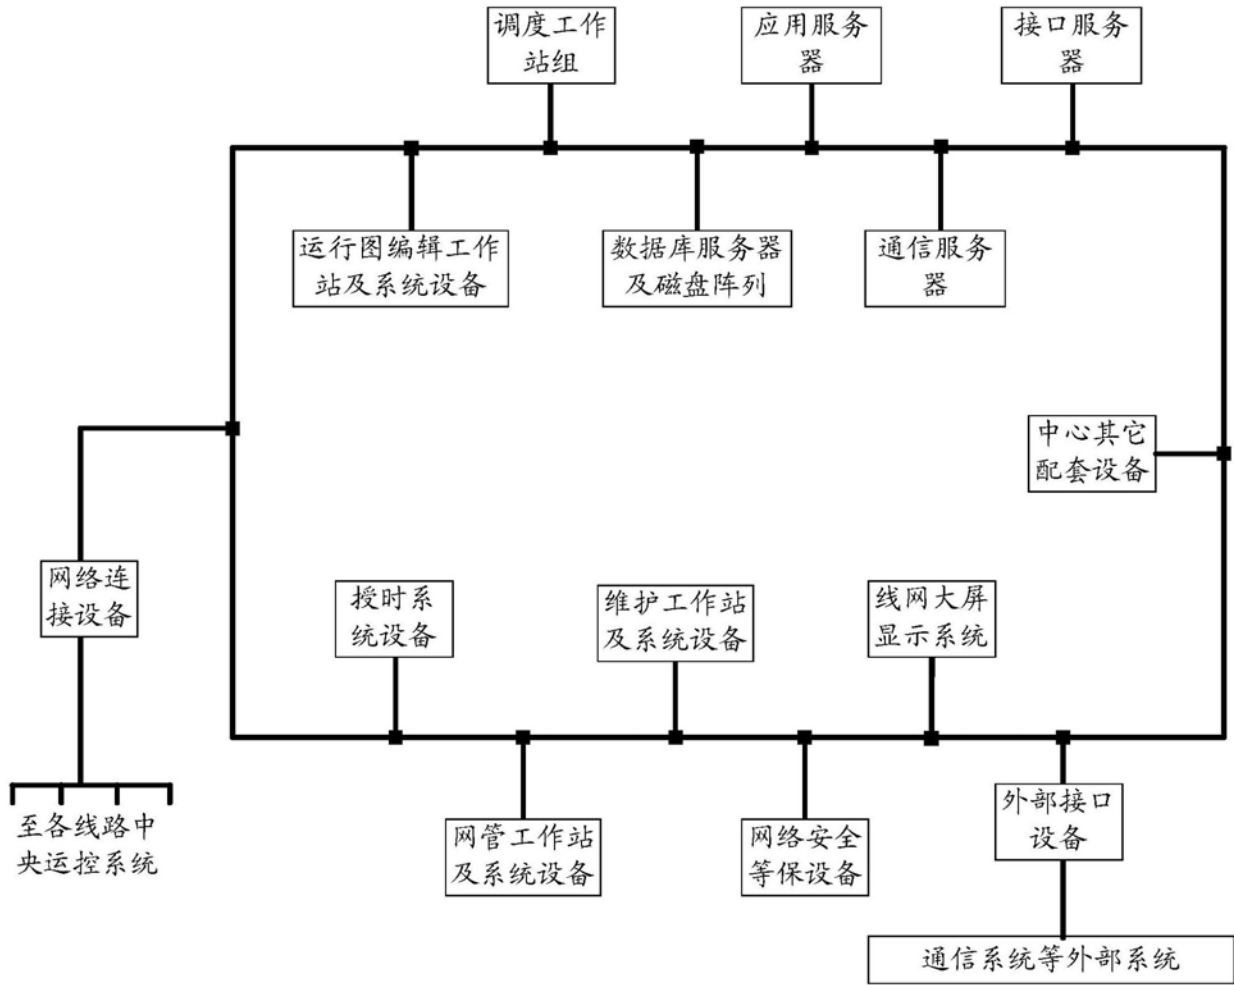 调度工作
站组
应用服务
器
接口服务
器
运行图编辑工作
站及系统设备
数据库服务器
及磁盘阵列
通信服务
器
中心其它
配套设备
网络连
接设备
授时系
统设备
维护工作站
及系统设备
线网大屏
显示系统
至各线路中
央运控系统
网管工作站
及系统设备
网络安全
等保设备
外部接口
设备
通信系统等外部系统